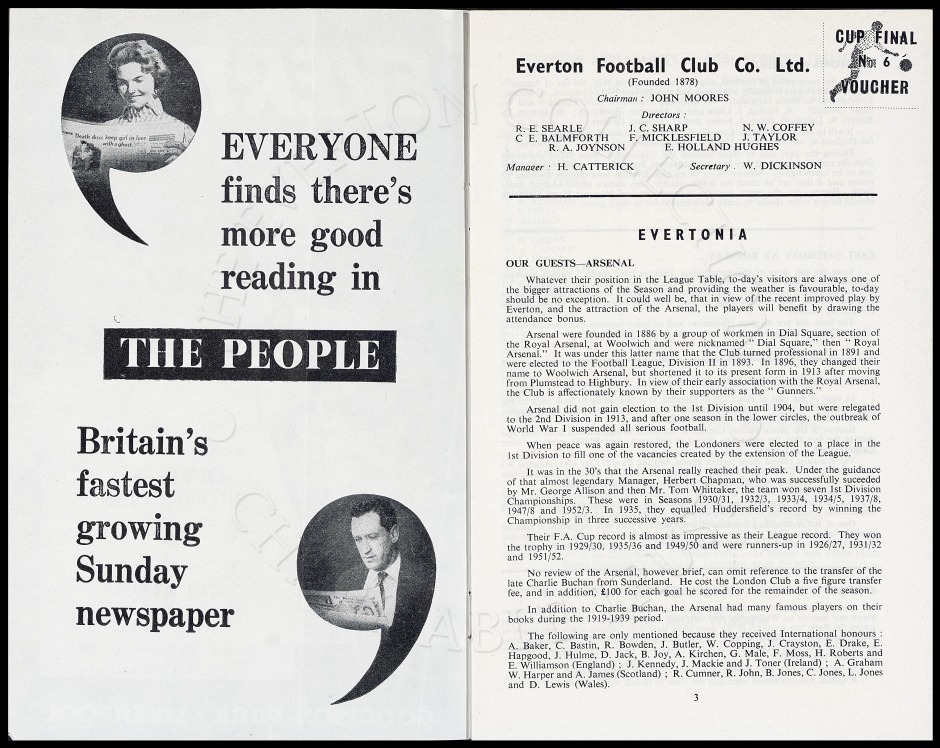 Death discs keep girl in love
with a ghost
EVERYONE
finds there's
more good
reading in
THE PEOPLE
Britain's
fastest
growing
Sunday
newspaper
CUP FINAL
No: 6
VOUCHER
Everton Football Club Co. Ltd.
(Founded 1878)
Chairman : JOHN MOORES
Directors :
R. E. SEARLE J. C. SHARP N. W. COFFEY
C E. BALMFORTH F. MICKLESFIELD J. TAYLOR
R. A. JOYNSON E. HOLLAND HUGHES
Manager : H. CATTERICK Secretary . W. DICKINSON
EVERTONIA
OUR GUESTS—ARSENAL
Whatever their position in the League Table, to-day's visitors are always one of
the bigger attractions of the Season and providing the weather is favourable, to-day
should be no exception. It could well be, that in view of the recent improved play by
Everton, and the attraction of the Arsenal, the players will benefit by drawing the
attendance bonus.
Arsenal were founded in 1886 by a group of workmen in Dial Square, section of
the Royal Arsenal, at Woolwich and were nicknamed " Dial Square," then " Royal
Arsenal." It was under this latter name that the Club turned professional in 1891 and
were elected to the Football League, Division II in 1893. In 1896, they changed their
name to Woolwich Arsenal, but shortened it to its present form in 1913 after moving
from Plumstead to Highbury. In view of their early association with the Royal Arsenal,
the Club is affectionately known by their supporters as the " Gunners."
Arsenal did not gain election to the 1st Division until 1904, but were relegated
to the 2nd Division in 1913, and after one season in the lower circles, the outbreak of
World War I suspended all serious football.
When peace was again restored, the Londoners were elected to a place in the
1st Division to fill one of the vacancies created by the extension of the League.
It was in the 30's that the Arsenal really reached their peak. Under the guidance
of that almost legendary Manager, Herbert Chapman, who was successfully suceeded
by Mr. George Allison and then Mr. Tom Whittaker, the team won seven 1st Division
Championships. These were in Seasons 1930/31, 1932/3, 1933/4, 1934/5, 1937/8,
1947/8 and 1952/3. In 1935, they equalled Huddersfield's record by winning the
Championship in three successive years.
Their F.A. Cup record is almost as impressive as their League record. They won
the trophy in 1929/30, 1935/36 and 1949/50 and were runners-up in 1926/27, 1931/32
and 1951/52.
No review of the Arsenal, however brief, can omit reference to the transfer of the
late Charlie Buchan from Sunderland. He cost the London Club a five figure transfer
fee, and in addition, £100 for each goal he scored for the remainder of the season.
In addition to Charlie Buchan, the Arsenal had many famous players on their
books during the 1919-1939 period.
The following are only mentioned because they received International honours :
A. Baker, C. Bastin, R. Bowden, J. Butler, W. Copping, J. Crayston, E. Drake, E.
Hapgood, J. Hulme, D. Jack, B. Joy, A. Kirchen, G. Male, F. Moss, H. Roberts and
E. Williamson (England) ; J. Kennedy, J. Mackie and J. Toner (Ireland) ; A. Graham
W. Harper and A. James (Scotland) ; R. Cumner, R. John, B. Jones, C. Jones, L. Jones
and D. Lewis (Wales).
3